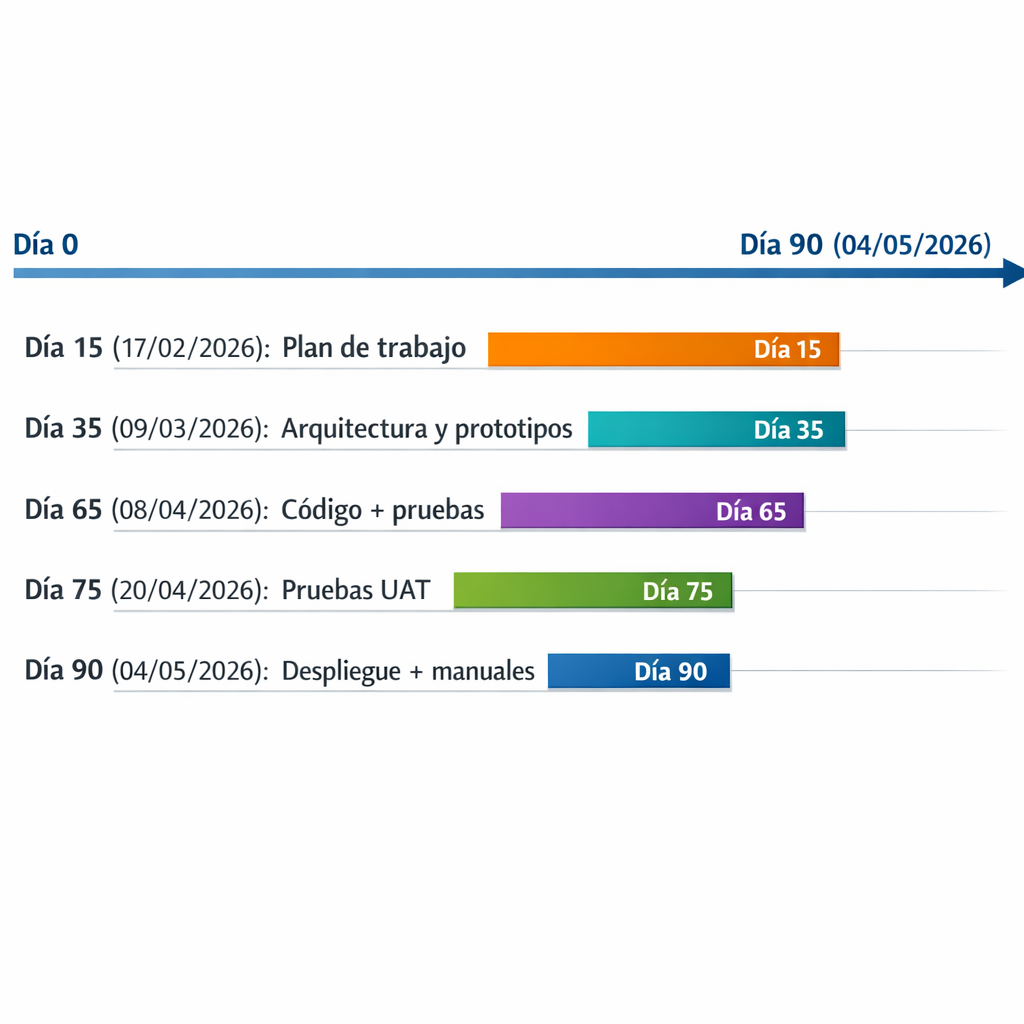 Día 0
Día 90 (04/05/2026)
Día 15 (17/02/2026): Plan de trabajo
Día 15
Día 35 (09/03/2026): Arquitectura y prototipos
Día 35
Día 65 (08/04/2026): Código + pruebas
Día 65
Día 75 (20/04/2026): Pruebas UAT
Día 75
Día 90 (04/05/2026): Despliegue + manuales
Día 90